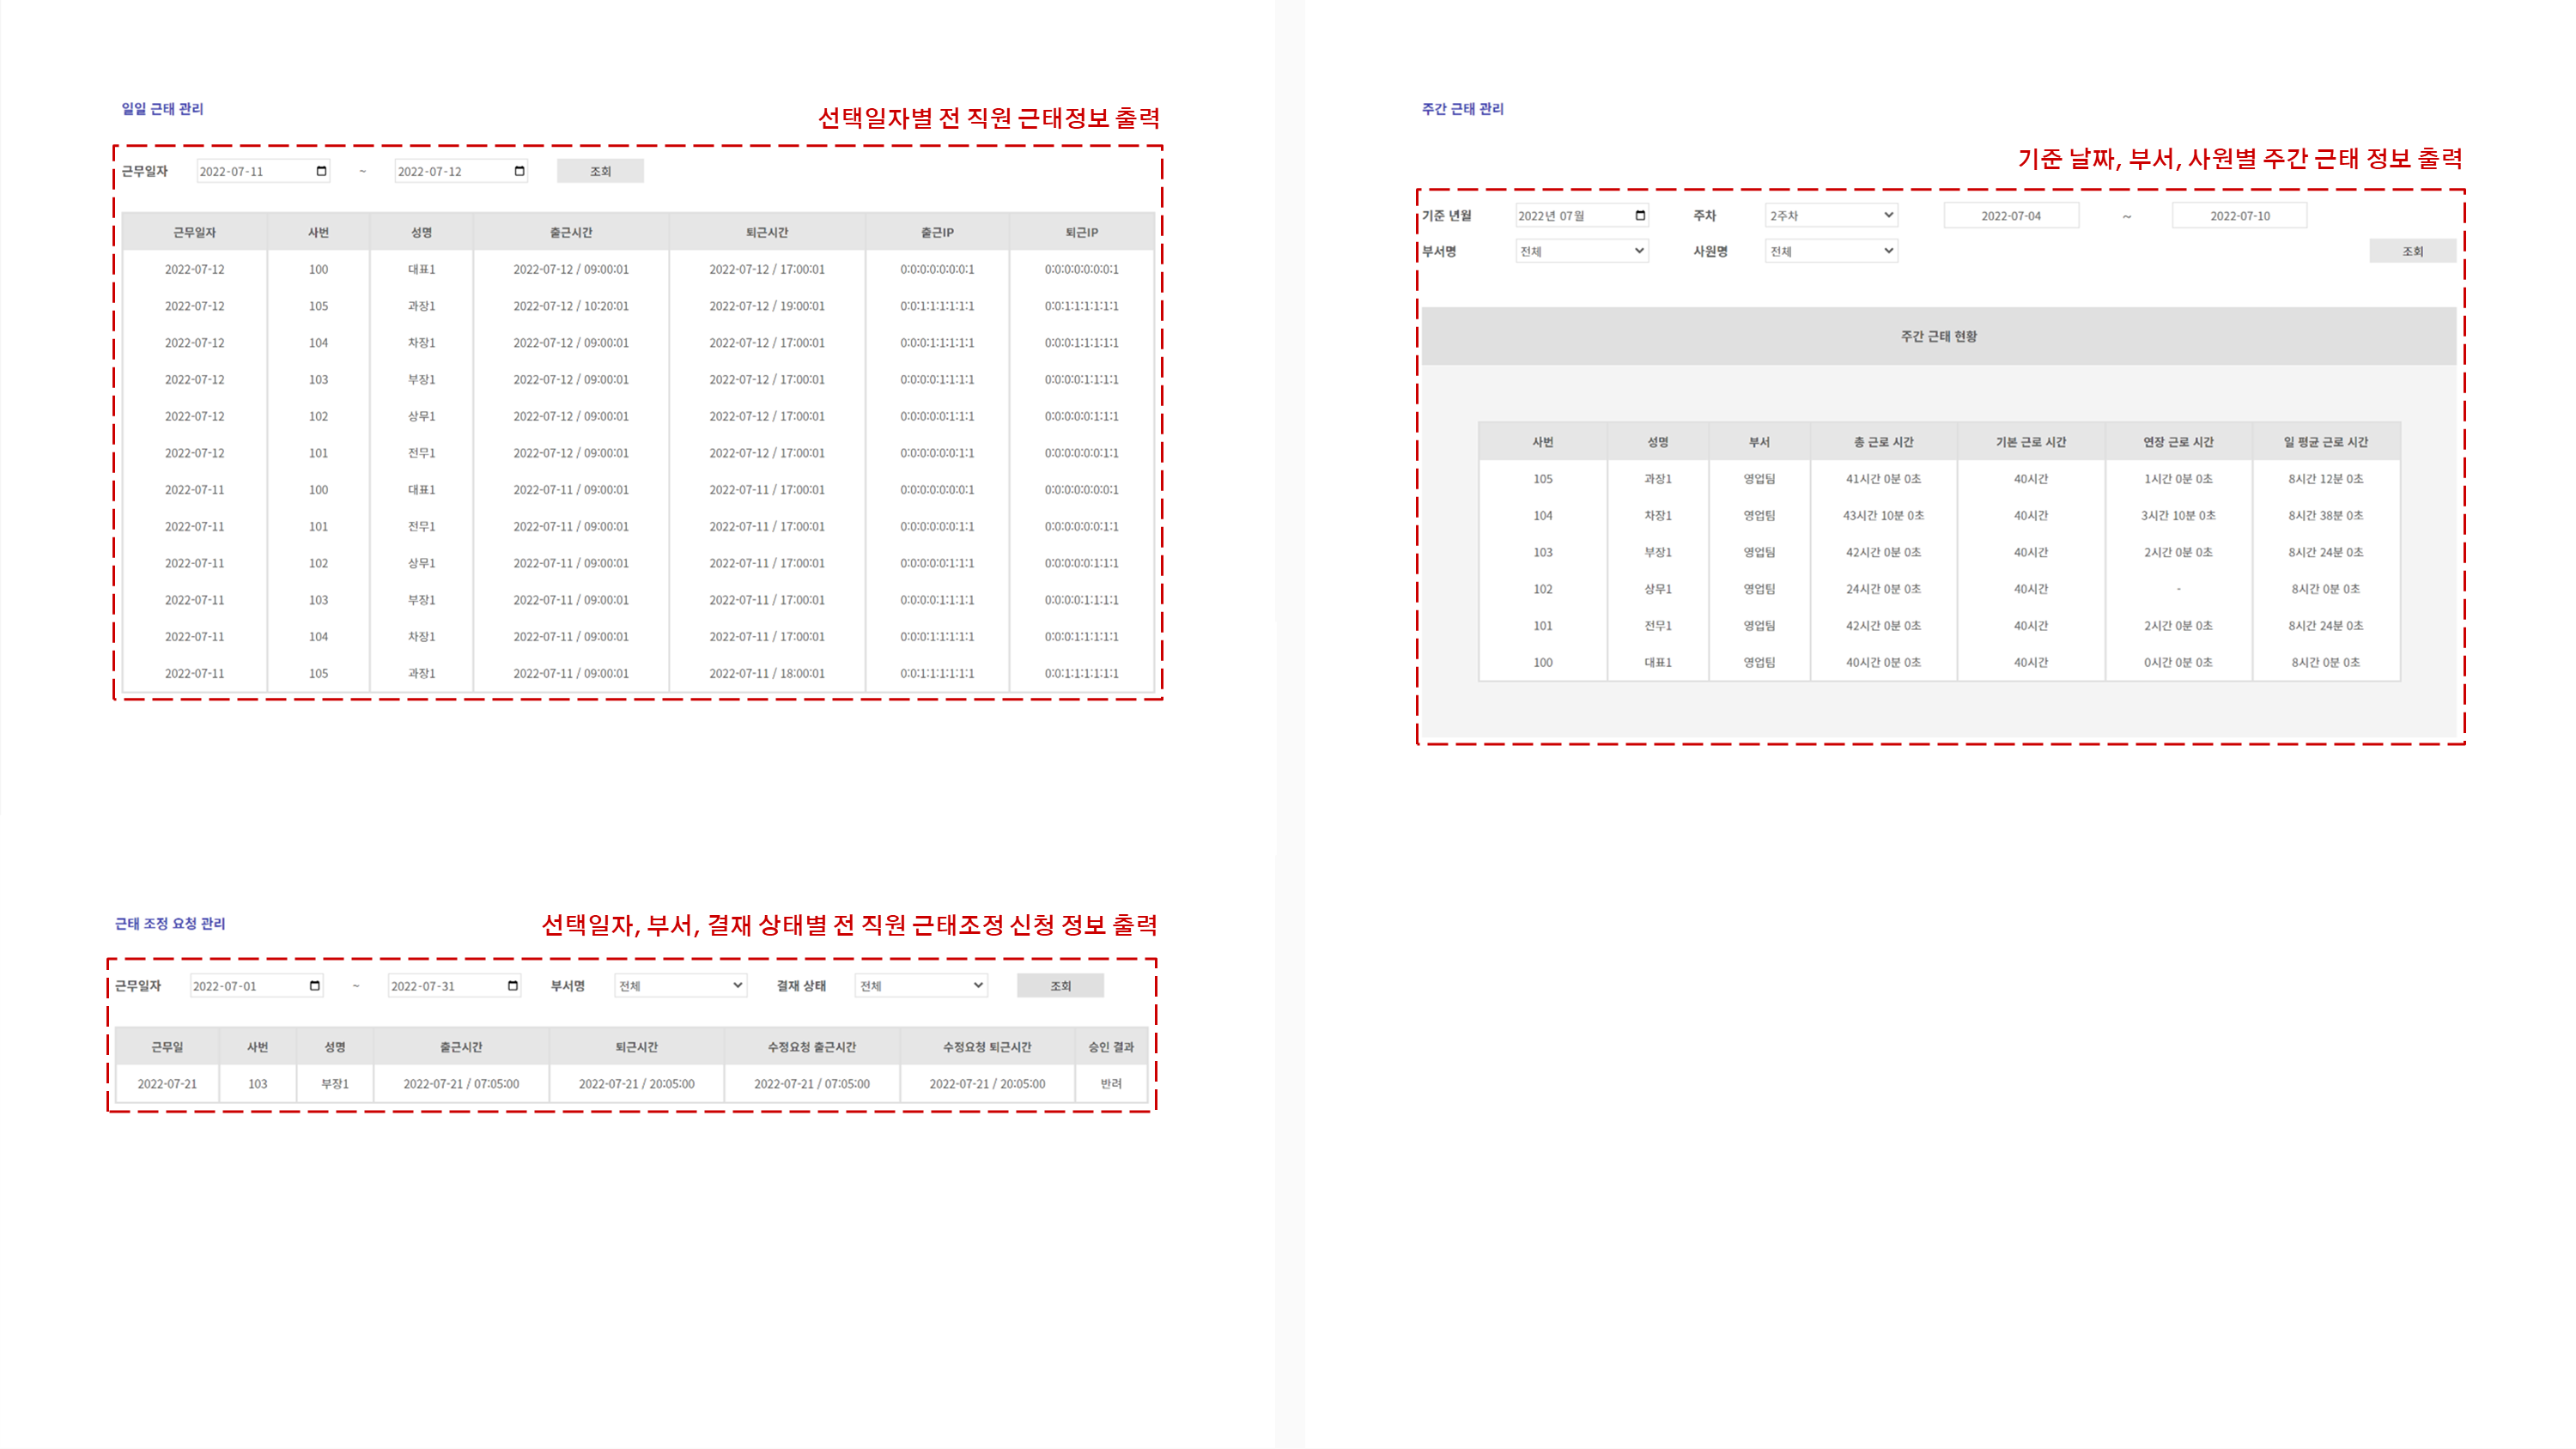 일일 근태 관리
선택일자별 전 직원 근태정보 출력
근무일자 2022-07-11 ~ 2022-07-12 조회
근무일자 사번 성명 출근시간 퇴근시간 출근IP 퇴근IP
2022-07-12 100 대표1 2022-07-12 / 09:00:01 2022-07-12 / 17:00:01 0:0:0:0:0:0:0:1 0:0:0:0:0:0:0:1
2022-07-12 105 과장1 2022-07-12 / 10:20:01 2022-07-12 / 19:00:01 0:0:1:1:1:1:1:1 0:0:1:1:1:1:1:1
2022-07-12 104 차장1 2022-07-12 / 09:00:01 2022-07-12 / 17:00:01 0:0:0:1:1:1:1:1 0:0:0:1:1:1:1:1
2022-07-12 103 부장1 2022-07-12 / 09:00:01 2022-07-12 / 17:00:01 0:0:0:0:1:1:1:1 0:0:0:0:1:1:1:1
2022-07-12 102 상무1 2022-07-12 / 09:00:01 2022-07-12 / 17:00:01 0:0:0:0:0:1:1:1 0:0:0:0:0:1:1:1
2022-07-12 101 전무1 2022-07-12 / 09:00:01 2022-07-12 / 17:00:01 0:0:0:0:0:0:1:1 0:0:0:0:0:0:1:1
2022-07-11 100 대표1 2022-07-11 / 09:00:01 2022-07-11 / 17:00:01 0:0:0:0:0:0:0:1 0:0:0:0:0:0:0:1
2022-07-11 101 전무1 2022-07-11 / 09:00:01 2022-07-11 / 17:00:01 0:0:0:0:0:0:1:1 0:0:0:0:0:0:1:1
2022-07-11 102 상무1 2022-07-11 / 09:00:01 2022-07-11 / 17:00:01 0:0:0:0:0:1:1:1 0:0:0:0:0:1:1:1
2022-07-11 103 부장1 2022-07-11 / 09:00:01 2022-07-11 / 17:00:01 0:0:0:0:1:1:1:1 0:0:0:0:1:1:1:1
2022-07-11 104 차장1 2022-07-11 / 09:00:01 2022-07-11 / 17:00:01 0:0:0:1:1:1:1:1 0:0:0:1:1:1:1:1
2022-07-11 105 과장1 2022-07-11 / 09:00:01 2022-07-11 / 18:00:01 0:0:1:1:1:1:1:1 0:0:1:1:1:1:1:1
주간 근태 관리
기준 날짜, 부서, 사원별 주간 근태 정보 출력
기준 년월 2022년 07월 주차 2주차 2022-07-04 ~ 2022-07-10
부서명 전체 사원명 전체 조회
주간 근태 현황
사번 성명 부서 총 근로 시간 기본 근로 시간 연장 근로 시간 일 평균 근로 시간
105 과장1 영업팀 41시간 0분 0초 40시간 1시간 0분 0초 8시간 12분 0초
104 차장1 영업팀 43시간 10분 0초 40시간 3시간 10분 0초 8시간 38분 0초
103 부장1 영업팀 42시간 0분 0초 40시간 2시간 0분 0초 8시간 24분 0초
102 상무1 영업팀 24시간 0분 0초 40시간 - 8시간 0분 0초
101 전무1 영업팀 42시간 0분 0초 40시간 2시간 0분 0초 8시간 24분 0초
100 대표1 영업팀 40시간 0분 0초 40시간 0시간 0분 0초 8시간 0분 0초
근태 조정 요청 관리
선택일자, 부서, 결재 상태별 전 직원 근태조정 신청 정보 출력
근무일자 2022-07-01 ~ 2022-07-31 부서명 전체 결재 상태 전체 조회
근무일 사번 성명 출근시간 퇴근시간 수정요청 출근시간 수정요청 퇴근시간 승인 결과
2022-07-21 103 부장1 2022-07-21 / 07:05:00 2022-07-21 / 20:05:00 2022-07-21 / 07:05:00 2022-07-21 / 20:05:00 반려